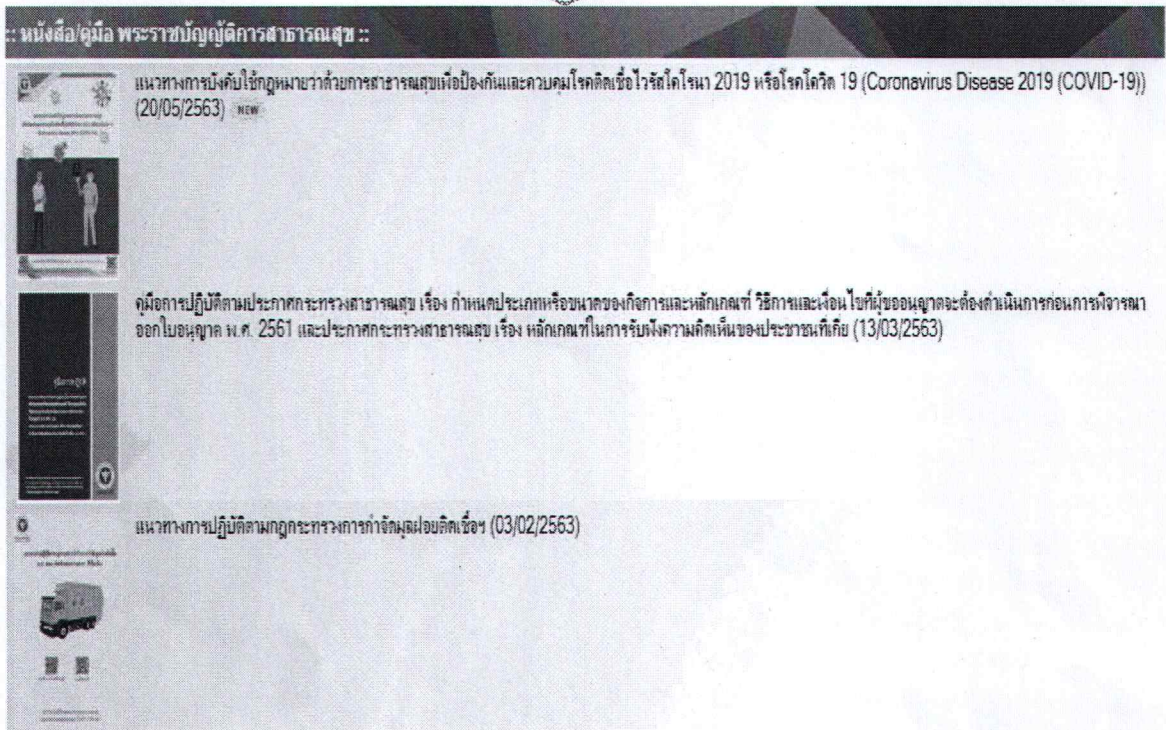 :: หนังสือ/คู่มือ พระราชบัญญัติการสาธารณสุข ::
แนวทางการบังคับใช้กฎหมายว่าด้วยการสาธารณสุขเพื่อป้องกันและควบคุมโรคติดเชื้อไวรัสโคโรนา 2019 หรือโรคโควิด 19 (Coronavirus Disease 2019 (COVID-19))
(20/05/2563) NEW
คู่มือการปฏิบัติตามประกาศกระทรวงสาธารณสุข เรื่อง กำหนดประเภทหรือขนาดของกิจการและหลักเกณฑ์ วิธีการและเงื่อนไขที่ผู้ขออนุญาตจะต้องดำเนินการก่อนการพิจารณา
ออกใบอนุญาต พ.ศ. 2561 และประกาศกระทรวงสาธารณสุข เรื่อง หลักเกณฑ์ในการรับฟังความคิดเห็นของประชาชนที่เกี่ย (13/03/2563)
แนวทางการปฏิบัติตามกฎกระทรวงการกำจัดมูลฝอยติดเชื้อฯ (03/02/2563)